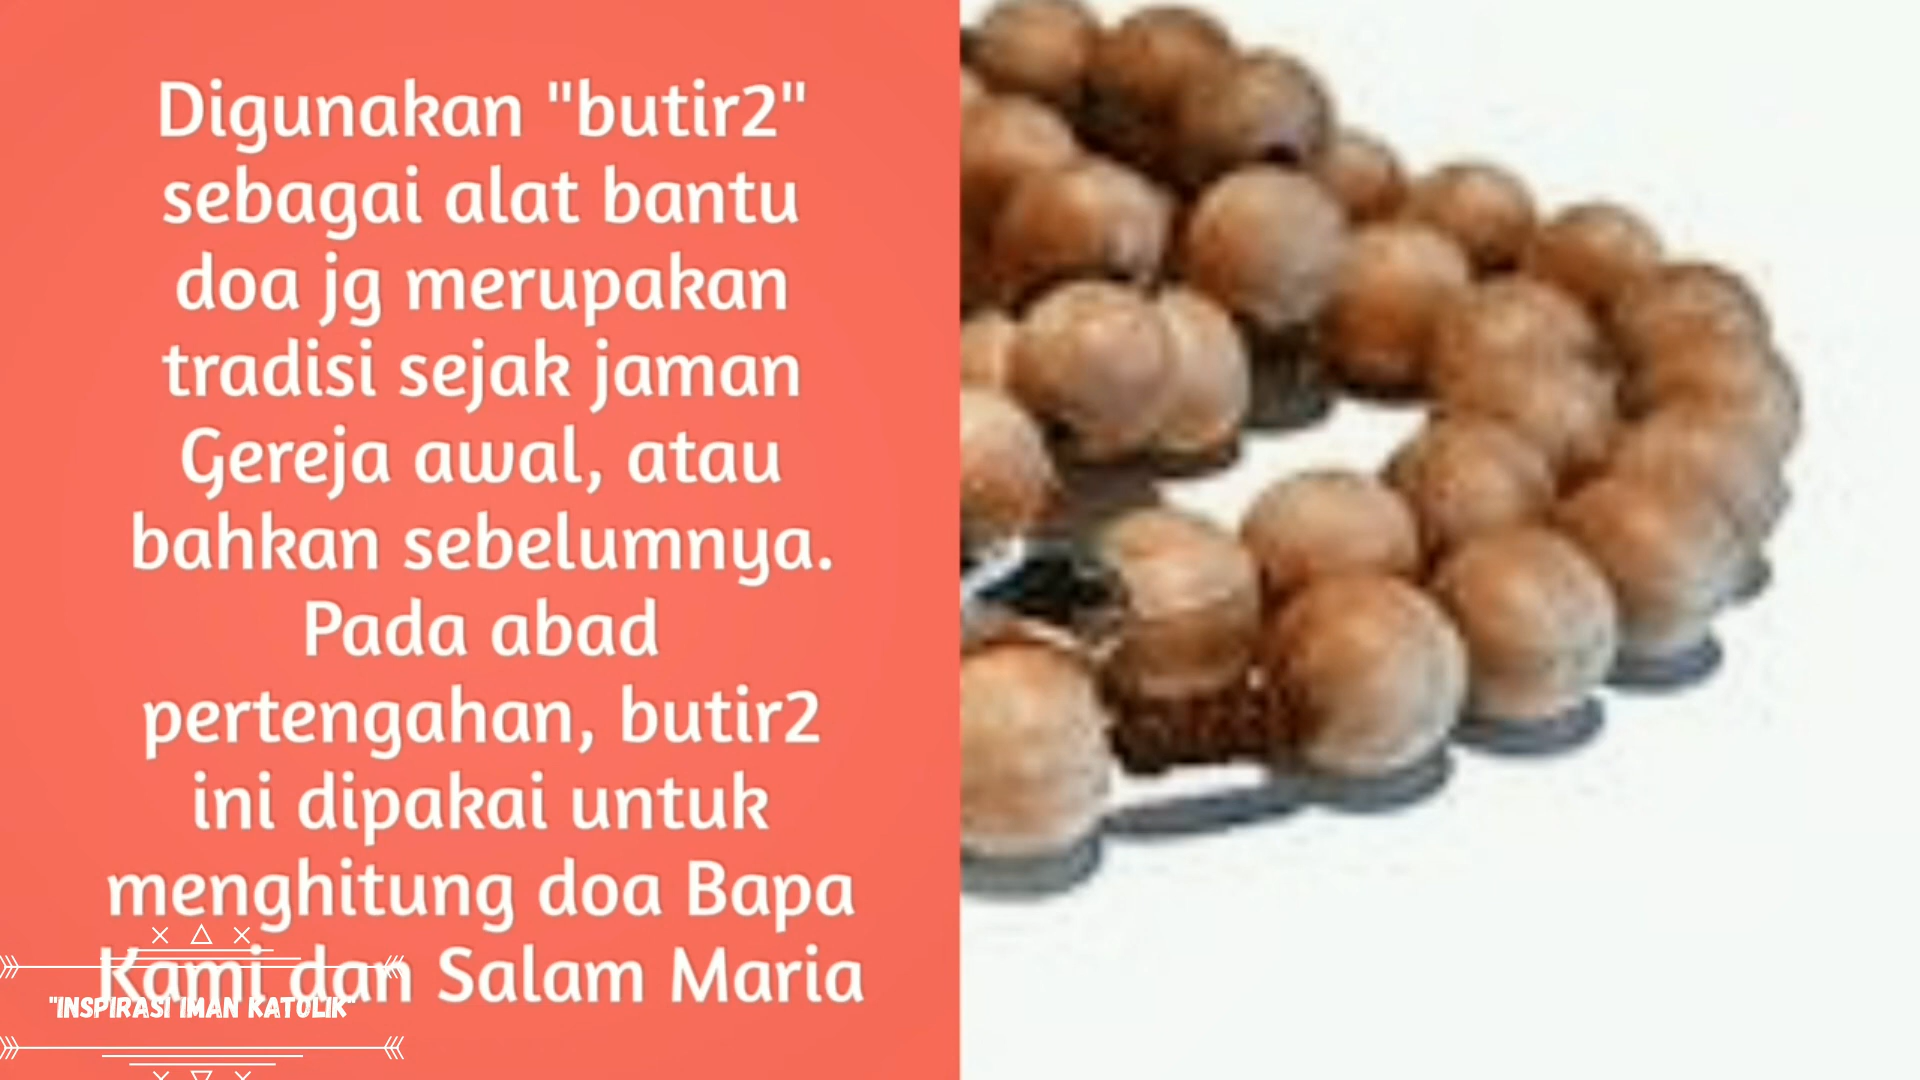 Digunakan "butir2"
sebagai alat bantu
doa jg merupakan
tradisi sejak jaman
Gereja awal, atau
bahkan sebelumnya.
Pada abad
pertengahan, butir2
ini dipakai untuk
menghitung doa Bapa
Kami dan Salam Maria
"INSPIRASI IMAN KATOLIK"